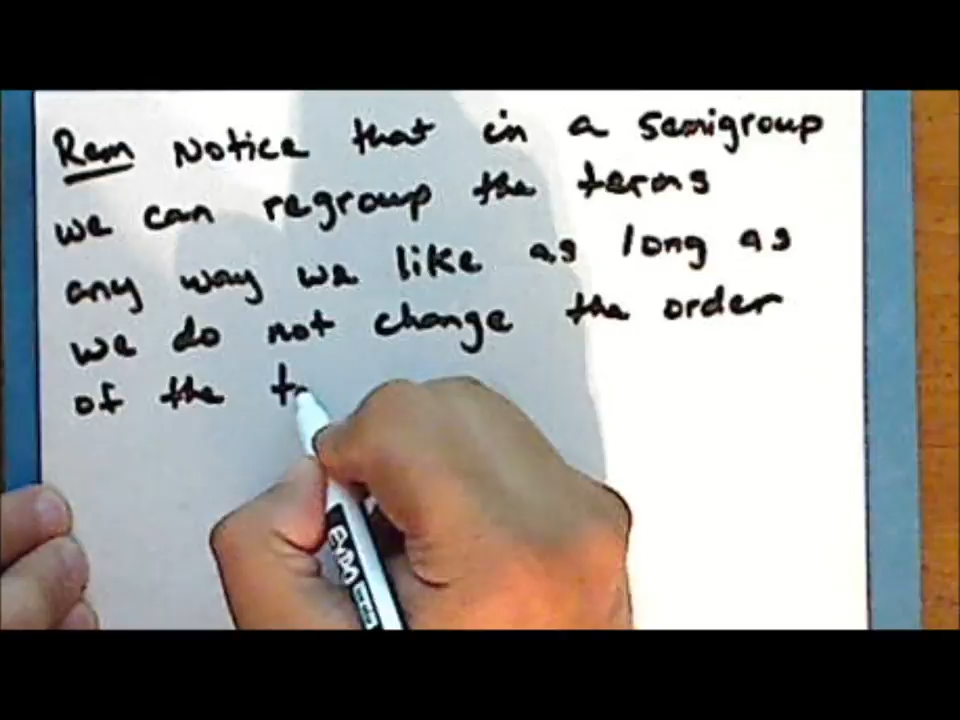 Rem Notice that in a semigroup
we can regroup the terms
any way we like as long as
we do not change the order
of the t
EXPO